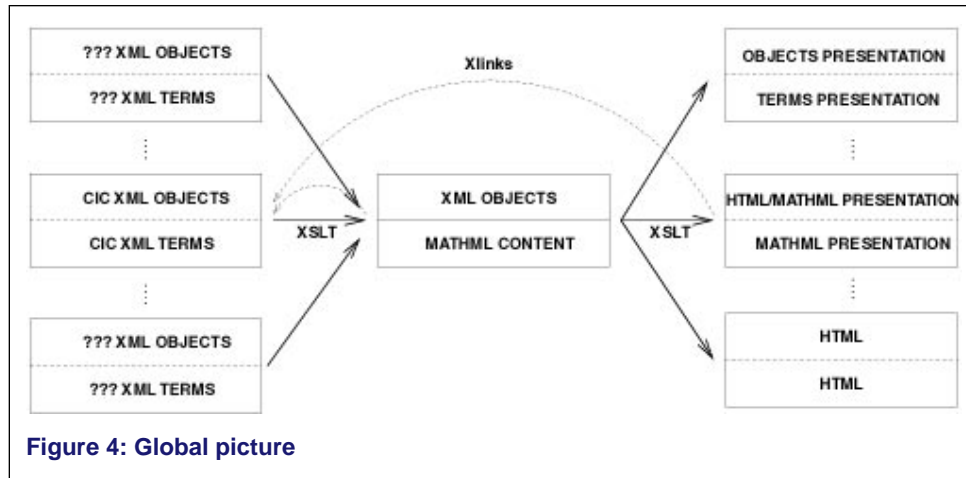 ??? XML OBJECTS
??? XML TERMS
CIC XML OBJECTS
CIC XML TERMS
??? XML OBJECTS
??? XML TERMS
Xlinks
XSLT
XML OBJECTS
MATHML CONTENT
XSLT
OBJECTS PRESENTATION
TERMS PRESENTATION
HTML/MATHML PRESENTATION
MATHML PRESENTATION
HTML
HTML
Figure 4: Global picture